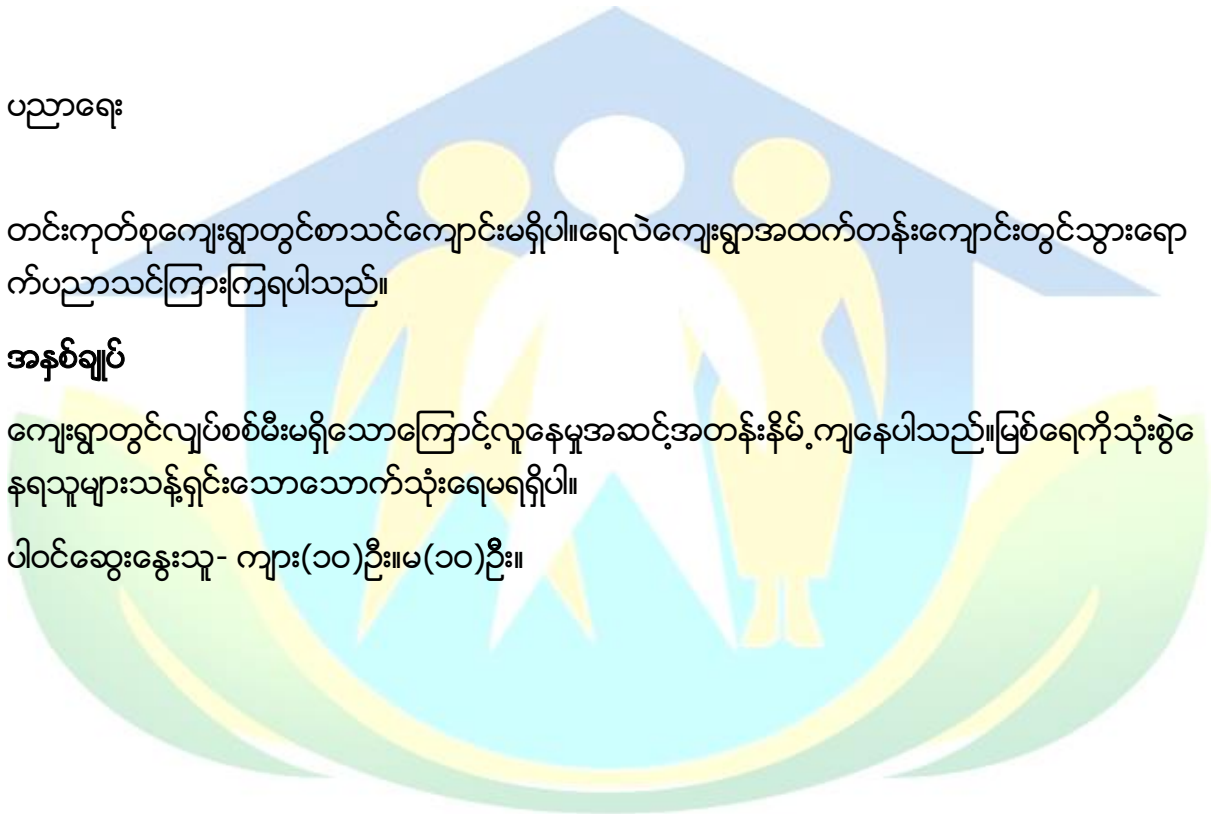 ပညာရေး
တင်းကုတ်စုကျေးရွာတွင်စာသင်ကျောင်းမရှိပါ။ရေလဲကျေးရွာအထက်တန်းကျောင်းတွင်သွားရော
က်ပညာသင်ကြားကြရပါသည်။
အနှစ်ချုပ်
ကျေးရွာတွင်လျှပ်စစ်မီးမရှိသောကြောင့်လူနေမှုအဆင့်အတန်းနိမ့်ကျနေပါသည်။မြစ်ရေကိုသုံးစွဲနေ
နရသူများသန့်ရှင်းသောသောက်သုံးရေမရရှိပါ။
ပါဝင်ဆွေးနွေးသူ- ကျား(၁၀)ဦး။မ(၁၀)ဦး။